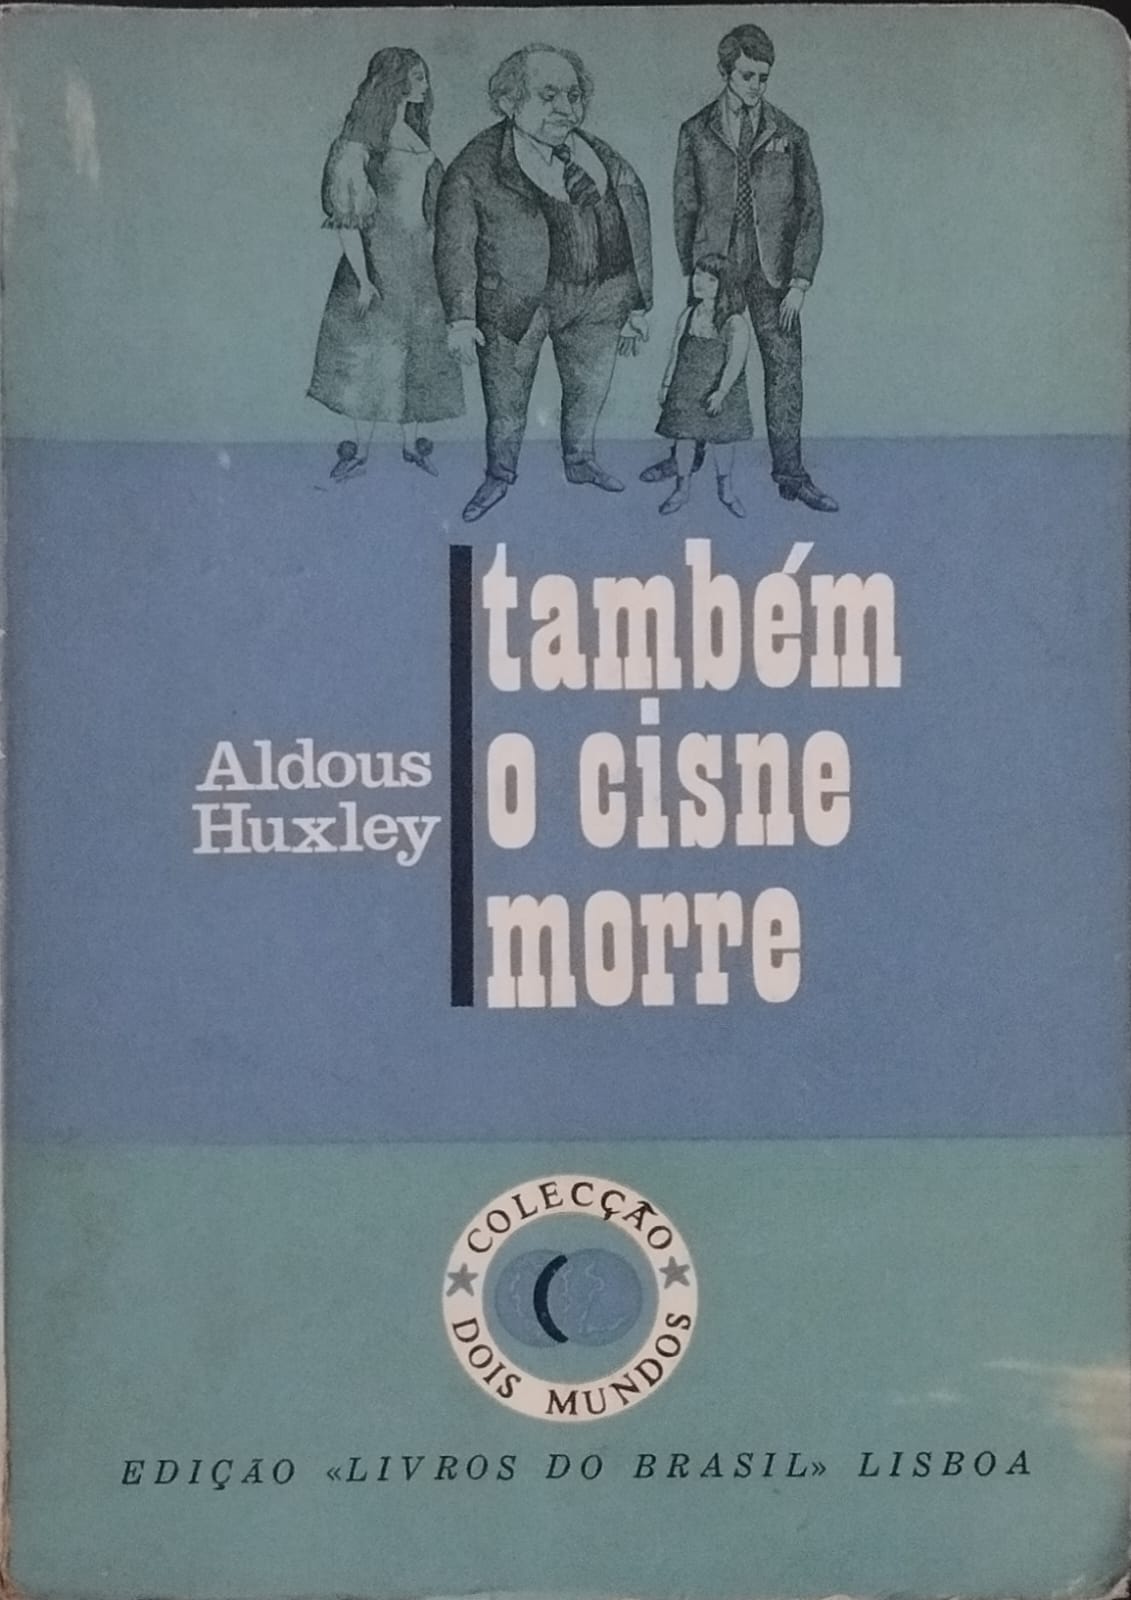 também
o cisne
morre
Aldous
Huxley
COLECÇÃO
DOIS MUNDOS
EDIÇÃO «LIVROS DO BRASIL» LISBOA